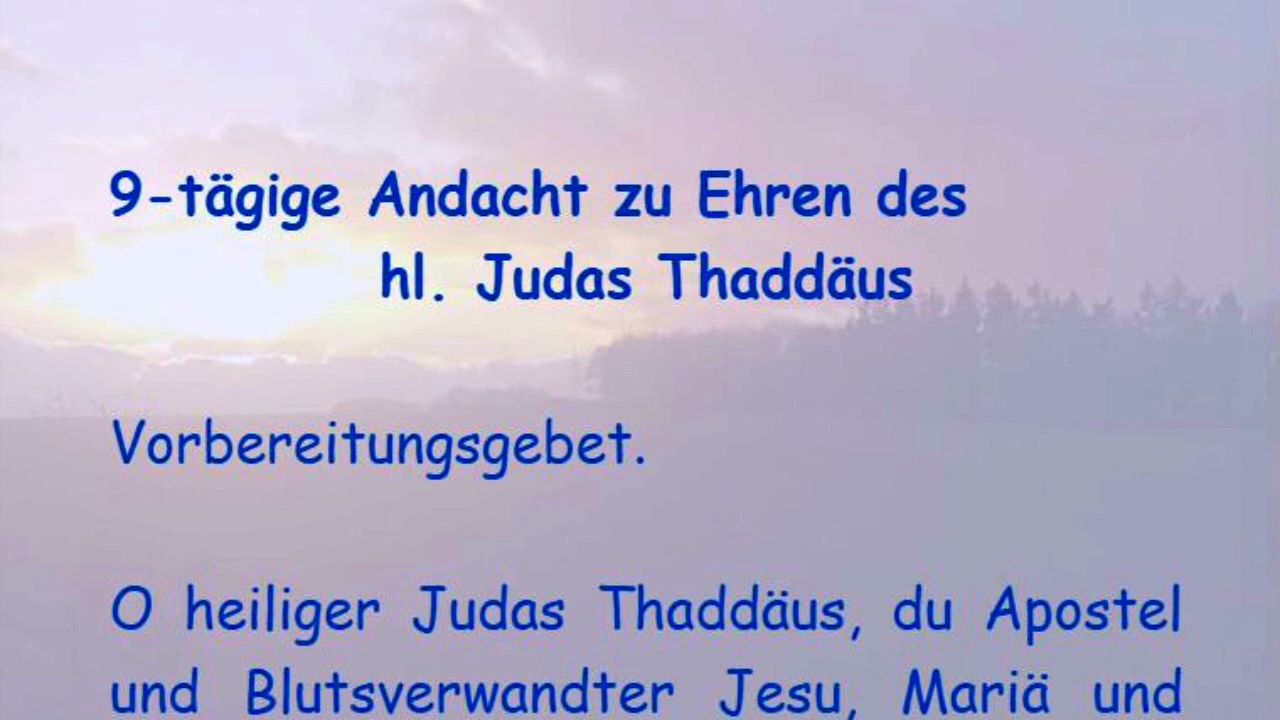 9-tägige Andacht zu Ehren des
hl. Judas Thaddäus
Vorbereitungsgebet.
O heiliger Judas Thaddäus, du Apostel
und Blutsverwandter Jesu, Mariä und